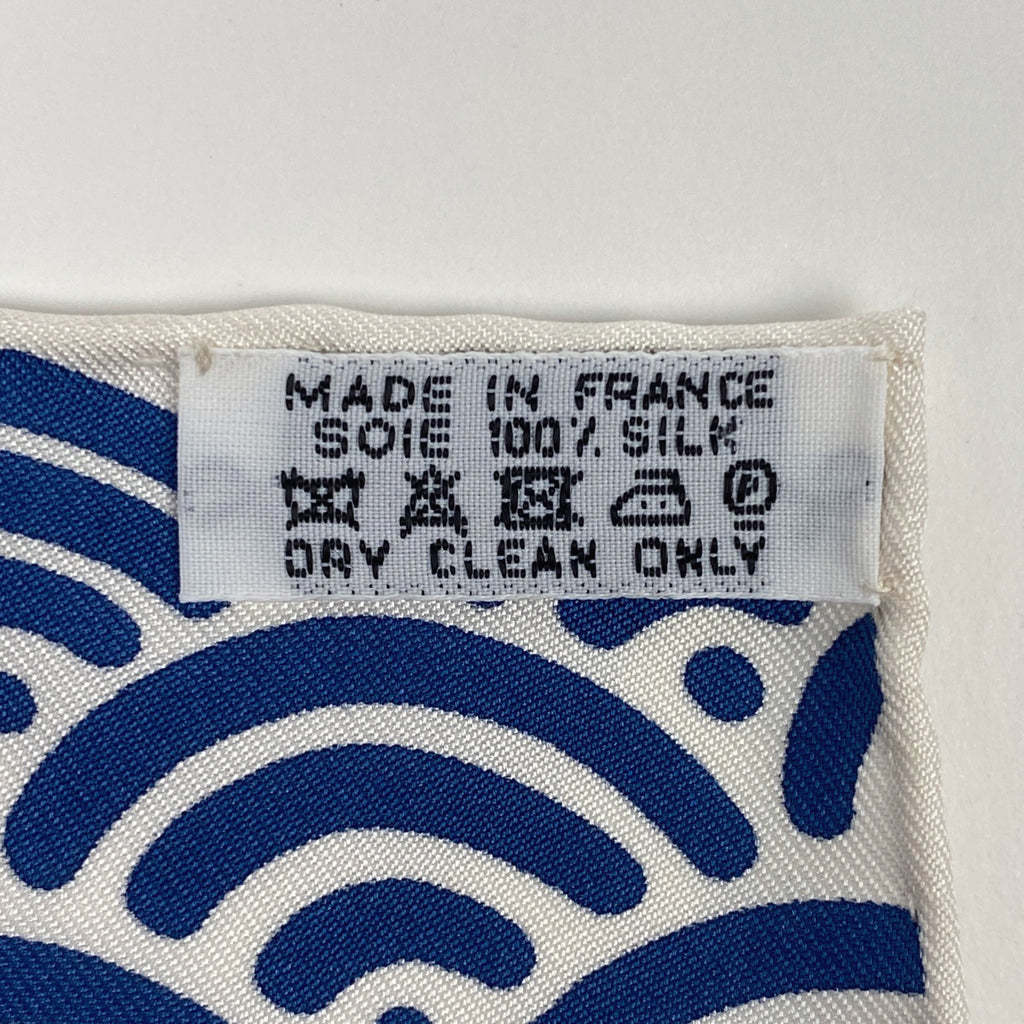 MADE IN FRANCE
SOIE 100% SILK
P
DRY CLEAN ONLY